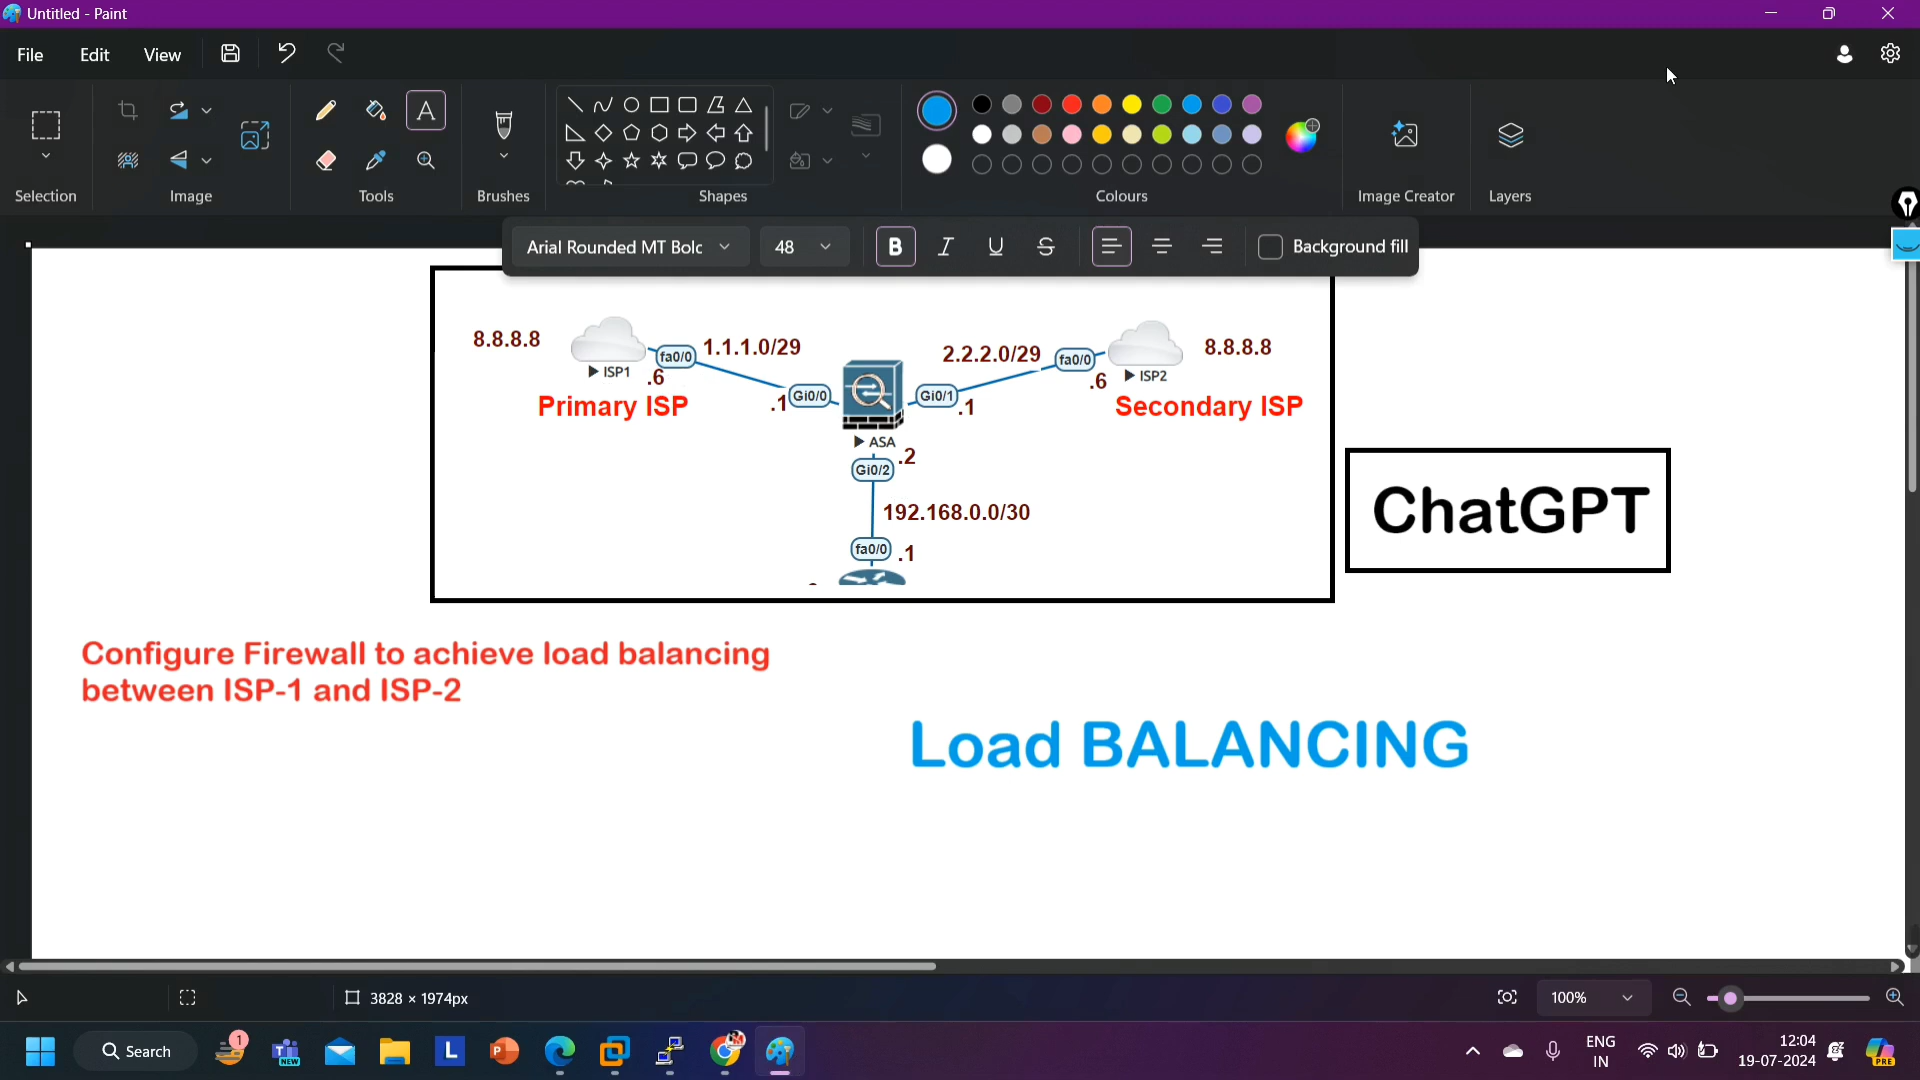 Untitled - Paint
File Edit View
Selection Image Tools Brushes Shapes Colours Image Creator Layers
Arial Rounded MT Bolc 48 B I U S Background fill
8.8.8.8 fa0/0 1.1.1.0/29 2.2.2.0/29 fa0/0 8.8.8.8
ISP1 .6 .6 ISP2
Primary ISP .1 Gi0/0 Gi0/1 .1 Secondary ISP
ASA
.2
Gi0/2
192.168.0.0/30
fa0/0 .1
ChatGPT
Configure Firewall to achieve load balancing
between ISP-1 and ISP-2
Load BALANCING
3828 × 1974px 100%
Search 1 NEW L P ENG 12:04
IN 19-07-2024 PRE